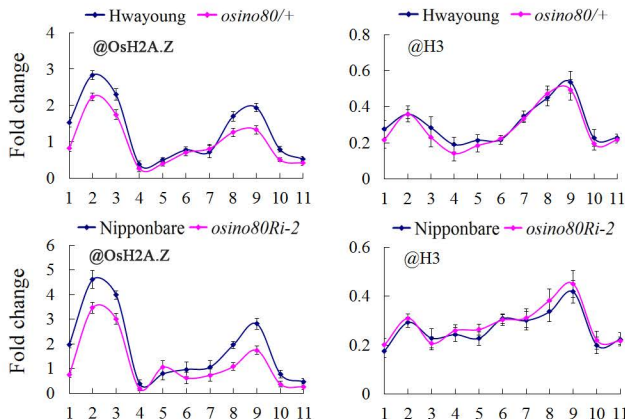 Hwayoung osino80/+
@OsH2A.Z
Fold change
4
3
2
1
0
1 2 3 4 5 6 7 8 9 10 11
Hwayoung osino80/+
@H3
0.8
0.6
0.4
0.2
0
1 2 3 4 5 6 7 8 9 10 11
Nipponbare osino80Ri-2
@OsH2A.Z
Fold change
6
5
4
3
2
1
0
1 2 3 4 5 6 7 8 9 10 11
Nipponbare osino80Ri-2
@H3
0.6
0.4
0.2
0
1 2 3 4 5 6 7 8 9 10 11